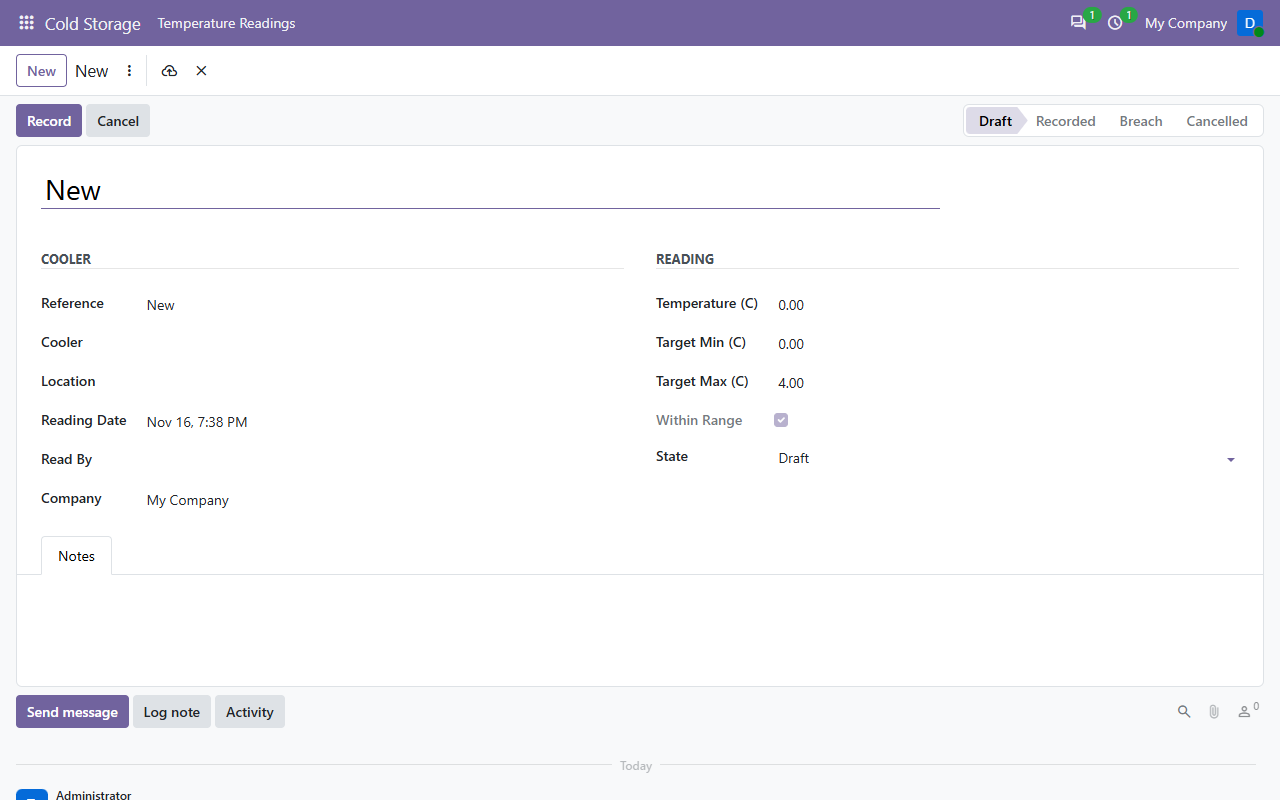 Cold Storage Temperature Readings 1 1 My Company D
New New
Record Cancel Draft Recorded Breach Cancelled
New
COOLER READING
Reference New Temperature (C) 0.00
Cooler Target Min (C) 0.00
Location Target Max (C) 4.00
Reading Date Nov 16, 7:38 PM Within Range
Read By State Draft
Company My Company
Notes
Send message Log note Activity 0
Today
Administrator